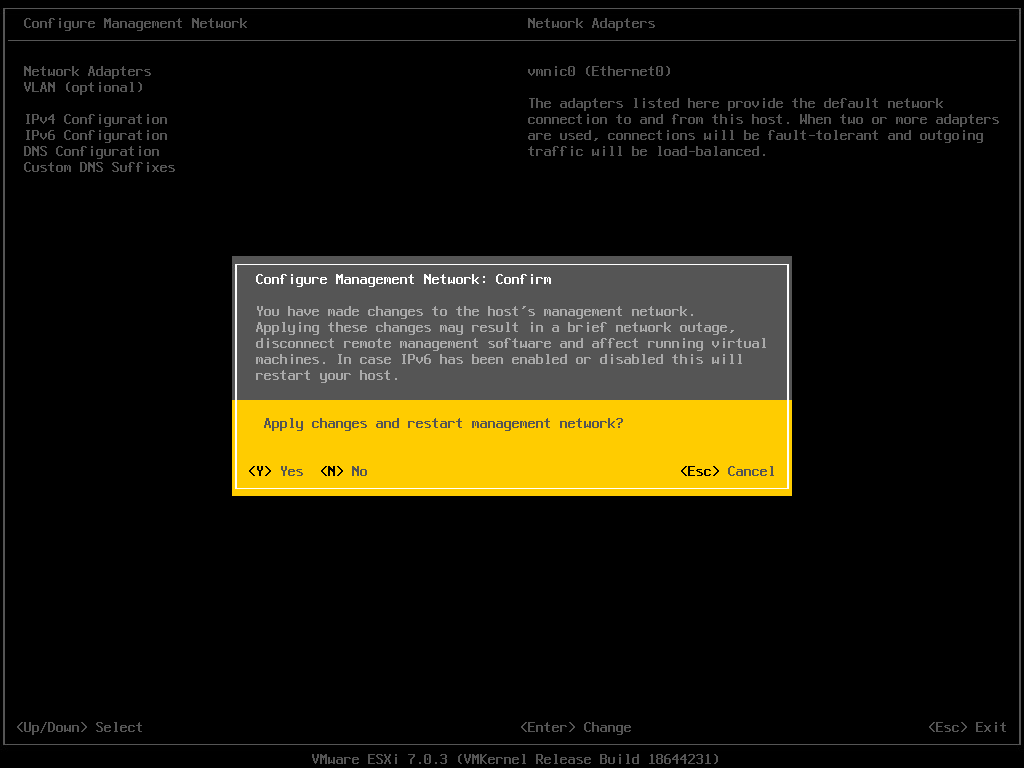 Configure Management Network
Network Adapters
Network Adapters
VLAN (optional)
IPv4 Configuration
IPv6 Configuration
DNS Configuration
Custom DNS Suffixes
vmnic0 (Ethernet0)
The adapters listed here provide the default network
connection to and from this host. When two or more adapters
are used, connections will be fault-tolerant and outgoing
traffic will be load-balanced.
Configure Management Network: Confirm
You have made changes to the host's management network.
Applying these changes may result in a brief network outage,
disconnect remote management software and affect running virtual
machines. In case IPv6 has been enabled or disabled this will
restart your host.
Apply changes and restart management network?
<Y> Yes <N> No <Esc> Cancel
<Up/Down> Select <Enter> Change <Esc> Exit
VMware ESXi 7.0.3 (VMKernel Release Build 18644231)